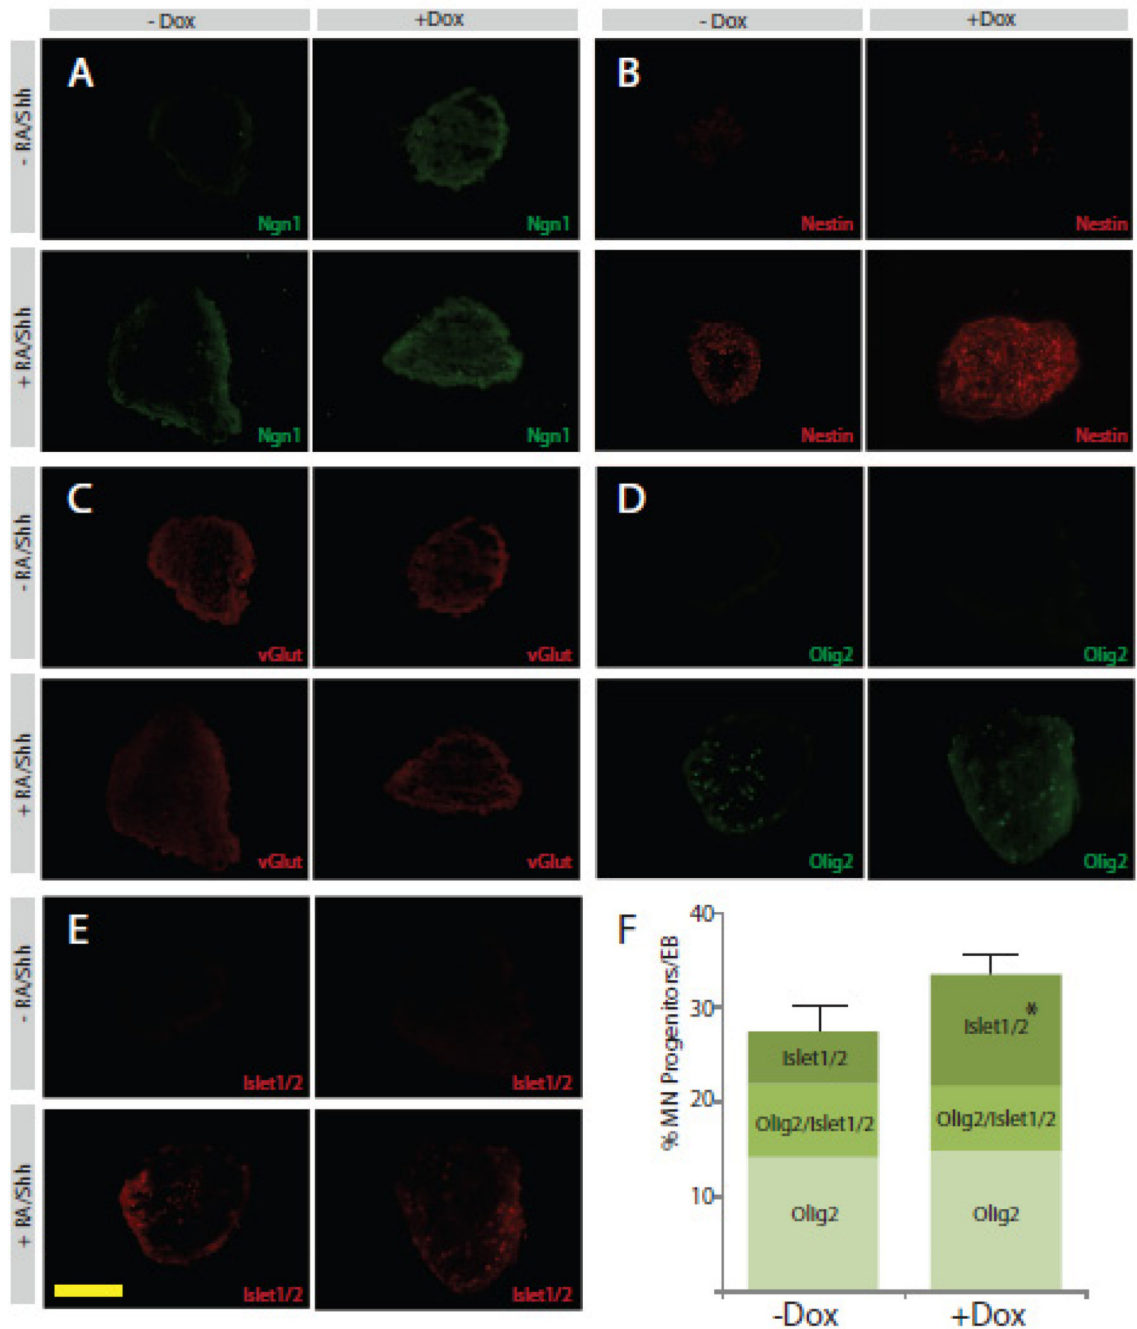 - Dox
+Dox
- Dox
+Dox
- RA/Shh
A
Ngn1
Ngn1
B
Nestin
Nestin
+ RA/Shh
Ngn1
Ngn1
Nestin
Nestin
- RA/Shh
C
vGlut
vGlut
D
Olig2
Olig2
+ RA/Shh
vGlut
vGlut
Olig2
Olig2
- RA/Shh
E
Islet1/2
Islet1/2
+ RA/Shh
Islet1/2
Islet1/2
F
% MN Progenitors/EB
40
30
20
10
Islet1/2
Olig2/Islet1/2
Olig2
Islet1/2*
Olig2/Islet1/2
Olig2
-Dox
+Dox